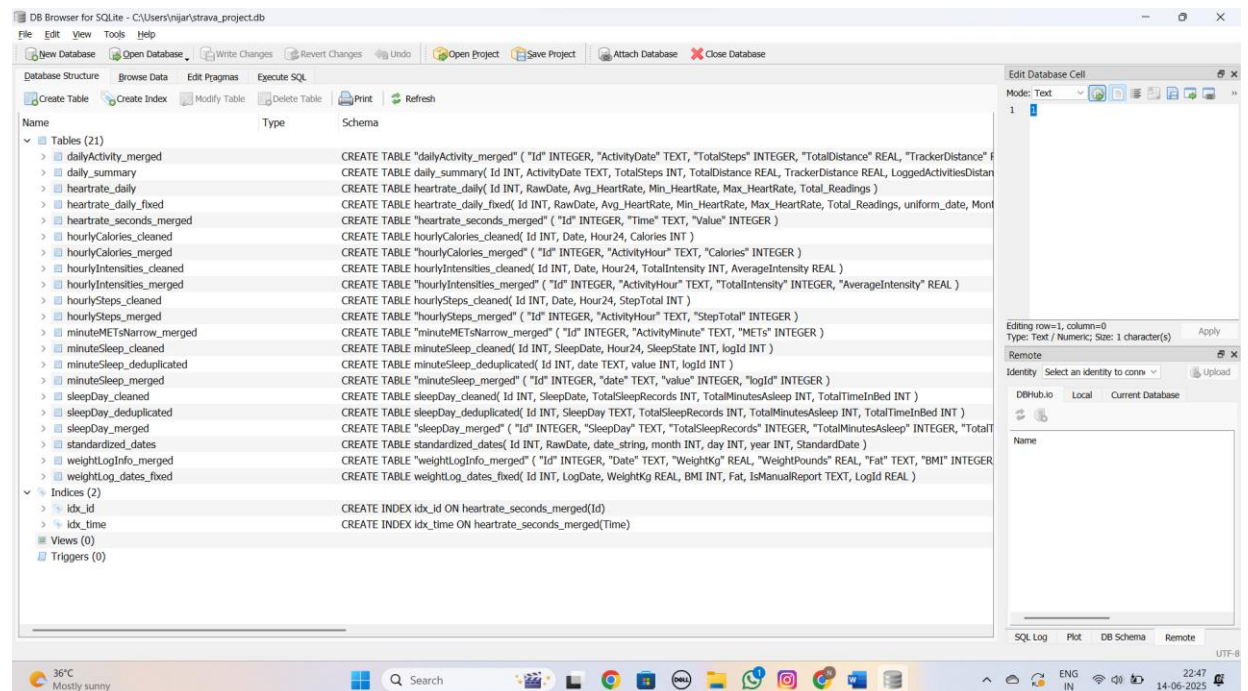 DB Browser for SQLite - C:\Users\nijar\strava_project.db
File Edit View Tools Help
New Database Open Database Write Changes Revert Changes Undo Open Project Save Project Attach Database Close Database
Database Structure Browse Data Edit Pragmas Execute SQL
Create Table Create Index Modify Table Delete Table Print Refresh
Name Type Schema
Tables (21)
dailyActivity_merged CREATE TABLE "dailyActivity_merged" ( "Id" INTEGER, "ActivityDate" TEXT, "TotalSteps" INTEGER, "TotalDistance" REAL, "TrackerDistance" F
daily_summary CREATE TABLE daily_summary( Id INT, ActivityDate TEXT, TotalSteps INT, TotalDistance REAL, TrackerDistance REAL, LoggedActivitiesDistan
heartrate_daily CREATE TABLE heartrate_daily( Id INT, RawDate, Avg_HeartRate, Min_HeartRate, Max_HeartRate, Total_Readings )
heartrate_daily_fixed CREATE TABLE heartrate_daily_fixed( Id INT, RawDate, Avg_HeartRate, Min_HeartRate, Max_HeartRate, Total_Readings, uniform_date, Mont
heartrate_seconds_merged CREATE TABLE "heartrate_seconds_merged" ( "Id" INTEGER, "Time" TEXT, "Value" INTEGER )
hourlyCalories_cleaned CREATE TABLE hourlyCalories_cleaned( Id INT, Date, Hour24, Calories INT )
hourlyCalories_merged CREATE TABLE "hourlyCalories_merged" ( "Id" INTEGER, "ActivityHour" TEXT, "Calories" INTEGER )
hourlyIntensities_cleaned CREATE TABLE hourlyIntensities_cleaned( Id INT, Date, Hour24, TotalIntensity INT, AverageIntensity REAL )
hourlyIntensities_merged CREATE TABLE "hourlyIntensities_merged" ( "Id" INTEGER, "ActivityHour" TEXT, "TotalIntensity" INTEGER, "AverageIntensity" REAL )
hourlySteps_cleaned CREATE TABLE hourlySteps_cleaned( Id INT, Date, Hour24, StepTotal INT )
hourlySteps_merged CREATE TABLE "hourlySteps_merged" ( "Id" INTEGER, "ActivityHour" TEXT, "StepTotal" INTEGER )
minuteMETsNarrow_merged CREATE TABLE "minuteMETsNarrow_merged" ( "Id" INTEGER, "ActivityMinute" TEXT, "METs" INTEGER )
minuteSleep_cleaned CREATE TABLE minuteSleep_cleaned( Id INT, SleepDate, Hour24, SleepState INT, logId INT )
minuteSleep_deduplicated CREATE TABLE minuteSleep_deduplicated( Id INT, date TEXT, value INT, logId INT )
minuteSleep_merged CREATE TABLE "minuteSleep_merged" ( "Id" INTEGER, "date" TEXT, "value" INTEGER, "logId" INTEGER )
sleepDay_cleaned CREATE TABLE sleepDay_cleaned( Id INT, SleepDate, TotalSleepRecords INT, TotalMinutesAsleep INT, TotalTimeInBed INT )
sleepDay_deduplicated CREATE TABLE sleepDay_deduplicated( Id INT, SleepDay TEXT, TotalSleepRecords INT, TotalMinutesAsleep INT, TotalTimeInBed INT )
sleepDay_merged CREATE TABLE "sleepDay_merged" ( "Id" INTEGER, "SleepDay" TEXT, "TotalSleepRecords" INTEGER, "TotalMinutesAsleep" INTEGER, "TotalT
standardized_dates CREATE TABLE standardized_dates( Id INT, RawDate, date_string, month INT, day INT, year INT, StandardDate )
weightLogInfo_merged CREATE TABLE "weightLogInfo_merged" ( "Id" INTEGER, "Date" TEXT, "WeightKg" REAL, "WeightPounds" REAL, "Fat" TEXT, "BMI" INTEGER
weightLog_dates_fixed CREATE TABLE weightLog_dates_fixed( Id INT, LogDate, WeightKg REAL, BMI INT, Fat, IsManualReport TEXT, LogId REAL )
Indices (2)
idx_id CREATE INDEX idx_id ON heartrate_seconds_merged(Id)
idx_time CREATE INDEX idx_time ON heartrate_seconds_merged(Time)
Views (0)
Triggers (0)
Edit Database Cell
Mode: Text
1 1
Editing row=1, column=0
Type: Text / Numeric; Size: 1 character(s) Apply
Remote
Identity Select an identity to conn Upload
DBHub.io Local Current Database
Name
SQL Log Plot DB Schema Remote
UTF-8
36°C
Mostly sunny
Search
DELL
ENG
IN
22:47
14-06-2025